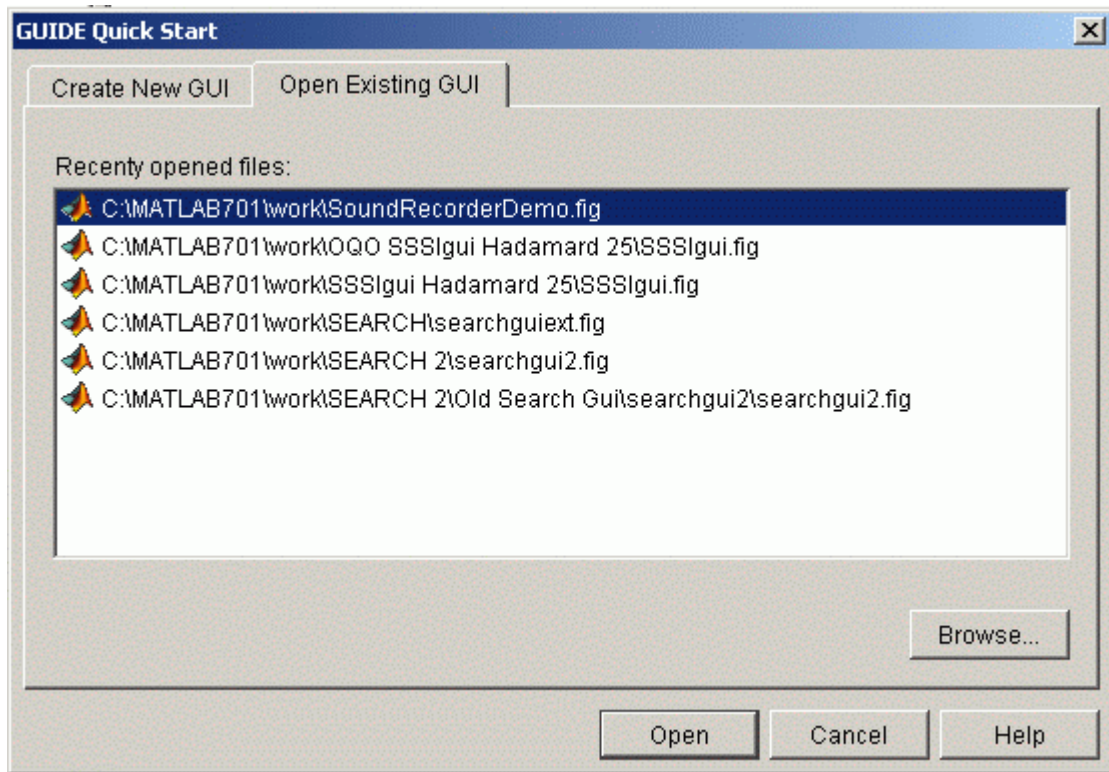 GUIDE Quick Start
Create New GUI
Open Existing GUI
Recenty opened files:
C:\MATLAB701\work\SoundRecorderDemo.fig
C:\MATLAB701\work\OQO SSSIgui Hadamard 25\SSSIgui.fig
C:\MATLAB701\work\SSSIgui Hadamard 25\SSSIgui.fig
C:\MATLAB701\work\SEARCH\searchguiext.fig
C:\MATLAB701\work\SEARCH 2\searchgui2.fig
C:\MATLAB701\work\SEARCH 2\Old Search Gui\searchgui2\searchgui2.fig
Browse...
Open
Cancel
Help